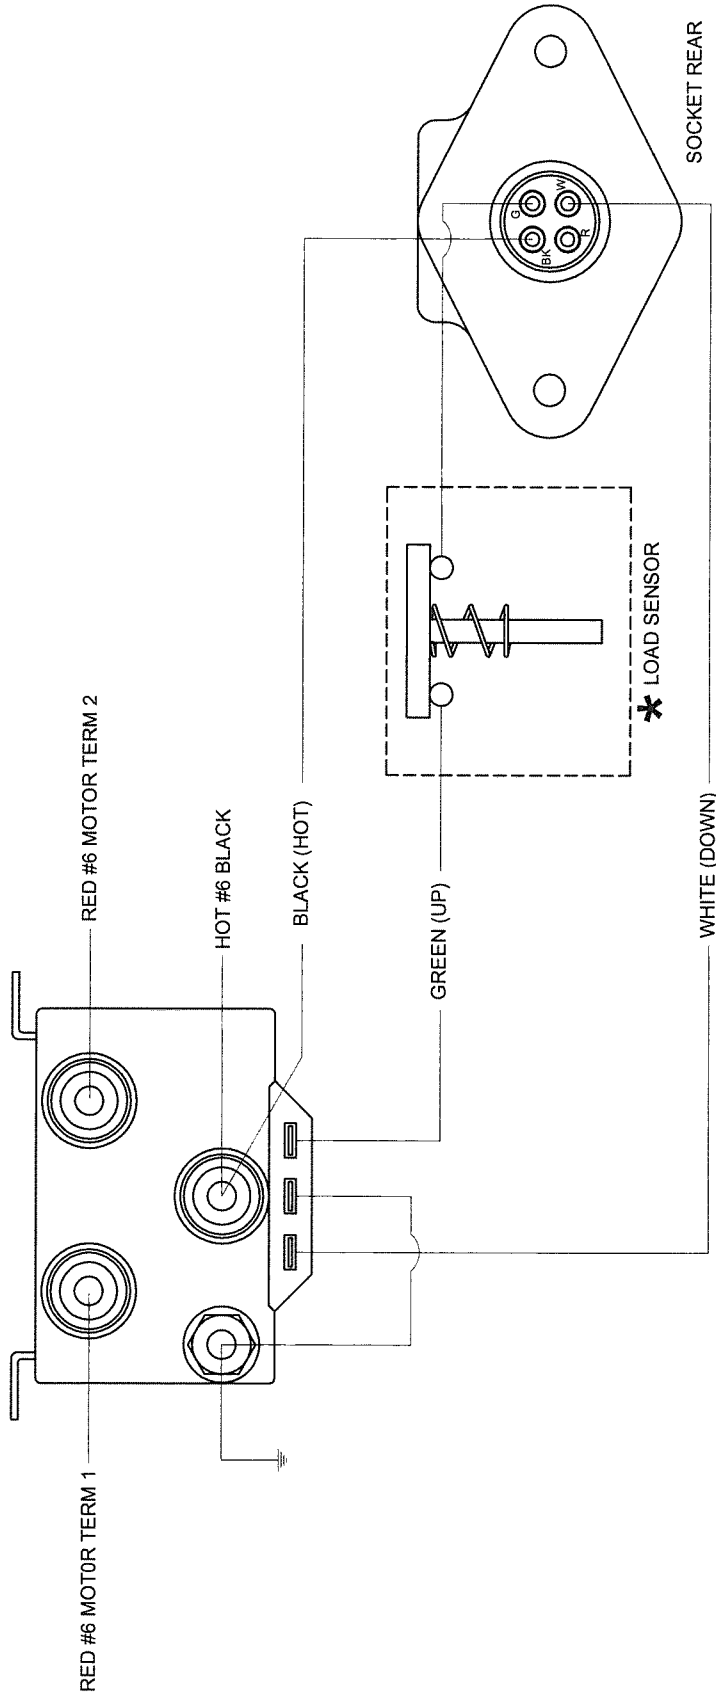 RED #6 MOT0R TERM 1
RED #6 MOTOR TERM 2
HOT #6 BLACK
BLACK (HOT)
GREEN (UP)
G
BK
W
R
* LOAD SENSOR
SOCKET REAR
WHITE (DOWN)